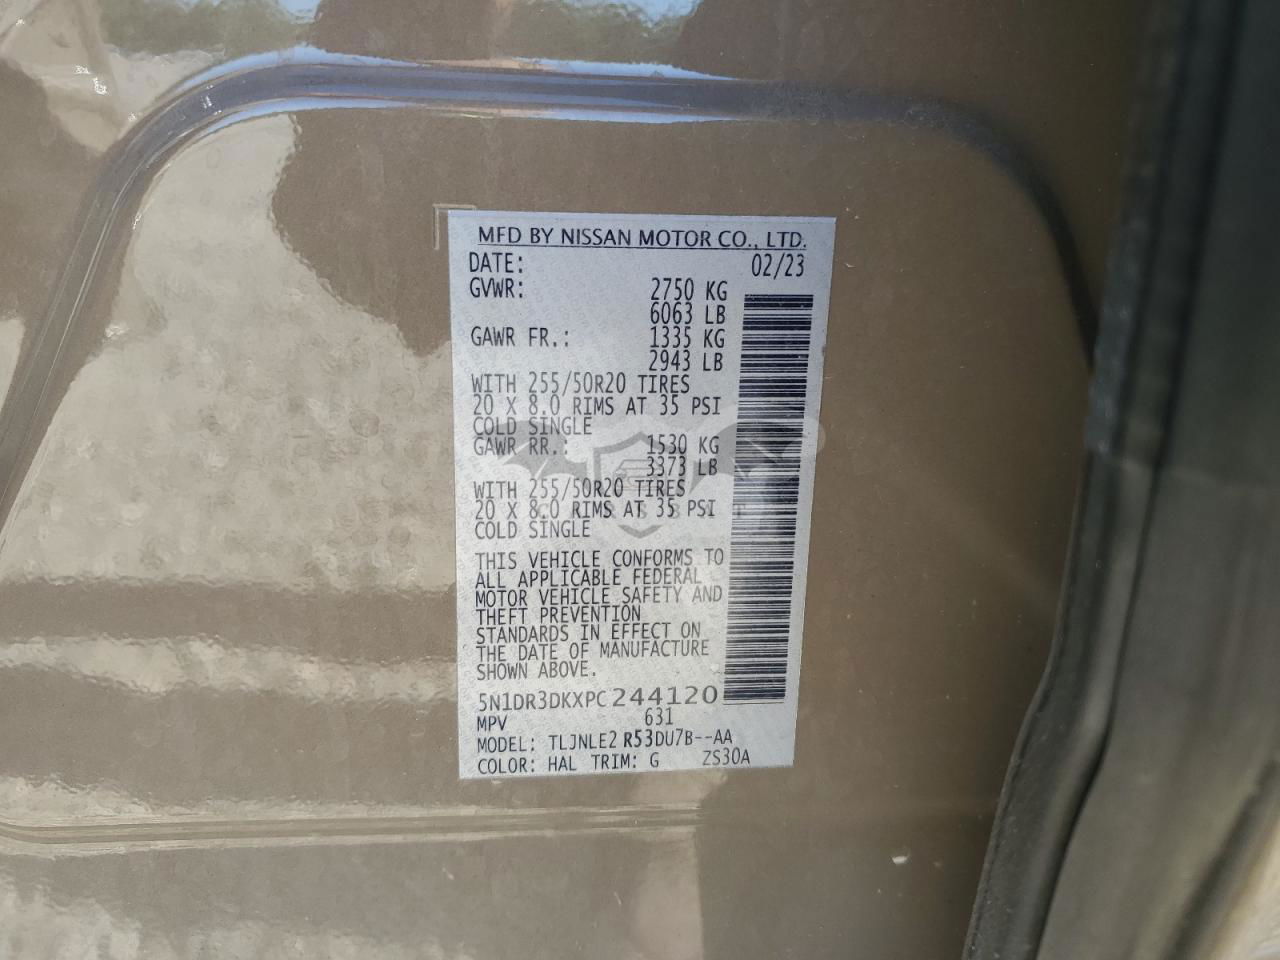 MFD BY NISSAN MOTOR CO., LTD.
DATE: 02/23
GVWR: 2750 KG
6063 LB
GAWR FR.: 1335 KG
2943 LB
WITH 255/50R20 TIRES
20 X 8.0 RIMS AT 35 PSI
COLD SINGLE
GAWR RR.: 1530 KG
3373 LB
WITH 255/50R20 TIRES
20 X 8.0 RIMS AT 35 PSI
COLD SINGLE
THIS VEHICLE CONFORMS TO
ALL APPLICABLE FEDERAL
MOTOR VEHICLE SAFETY AND
THEFT PREVENTION
STANDARDS IN EFFECT ON
THE DATE OF MANUFACTURE
SHOWN ABOVE.
5N1DR3DKXPC244120
MPV 631
MODEL: TLJNLE2 R53DU7B--AA
COLOR: HAL TRIM: G ZS30A